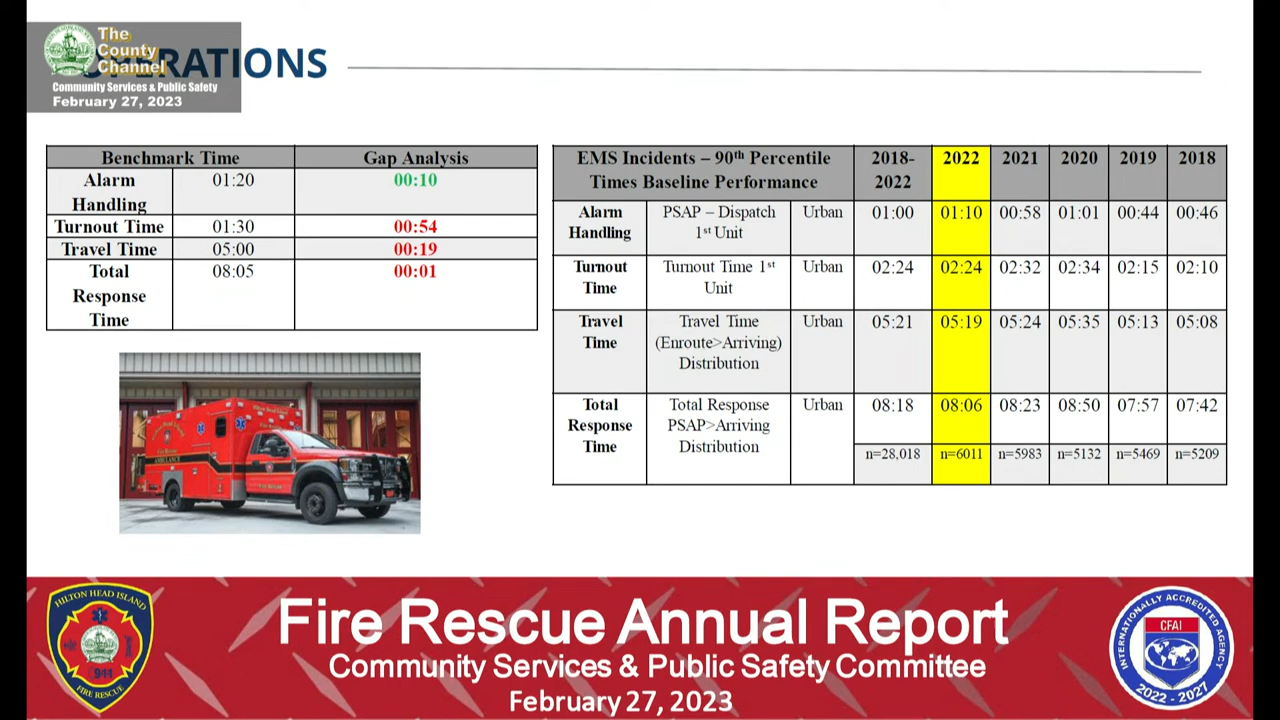 The
County
Channel
Community Services & Public Safety
February 27, 2023
OPERATIONS
Benchmark Time Gap Analysis
Alarm Handling 01:20 00:10
Turnout Time 01:30 00:54
Travel Time 05:00 00:19
Total Response Time 08:05 00:01
EMS Incidents – 90th Percentile Times Baseline Performance 2018-2022 2022 2021 2020 2019 2018
Alarm Handling PSAP – Dispatch 1st Unit Urban 01:00 01:10 00:58 01:01 00:44 00:46
Turnout Time Turnout Time 1st Unit Urban 02:24 02:24 02:32 02:34 02:15 02:10
Travel Time Travel Time (Enroute>Arriving) Distribution Urban 05:21 05:19 05:24 05:35 05:13 05:08
Total Response Time Total Response PSAP>Arriving Distribution Urban 08:18 08:06 08:23 08:50 07:57 07:42
n=28,018 n=6011 n=5983 n=5132 n=5469 n=5209
HILTON HEAD ISLAND
911
FIRE RESCUE
Fire Rescue Annual Report
Community Services & Public Safety Committee
February 27, 2023
INTERNATIONALLY ACCREDITED AGENCY
CFAI
2022 - 2027